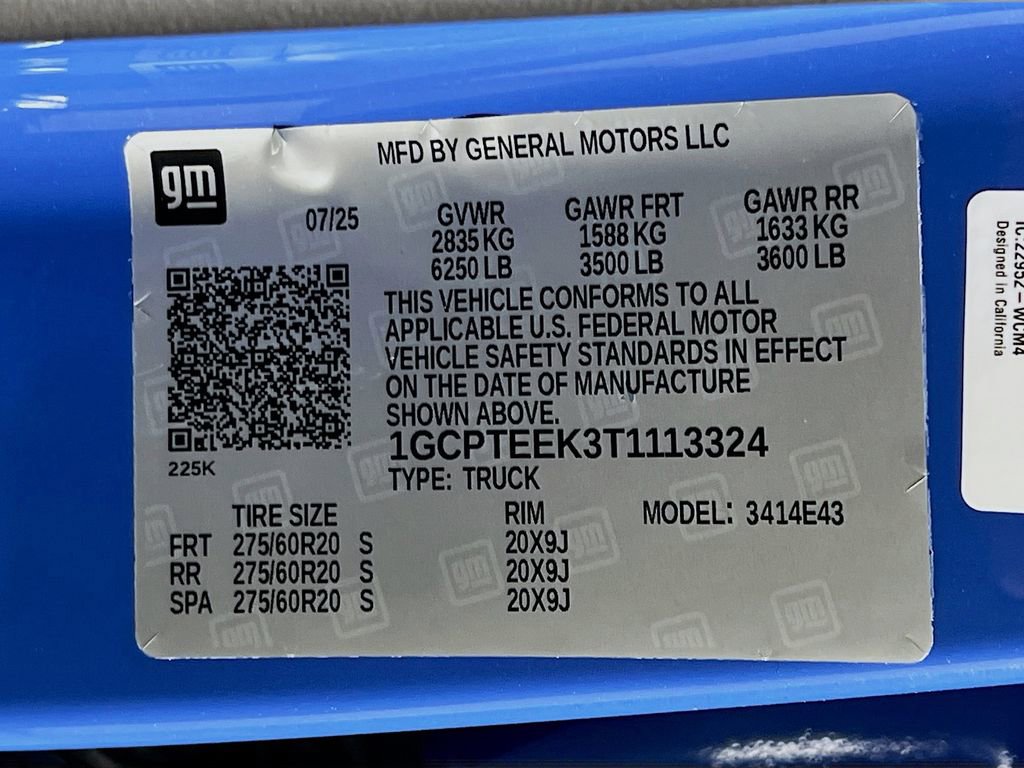 MFD BY GENERAL MOTORS LLC
gm
07/25
GVWR GAWR FRT GAWR RR
2835 KG 1588 KG 1633 KG
6250 LB 3500 LB 3600 LB
THIS VEHICLE CONFORMS TO ALL
APPLICABLE U.S. FEDERAL MOTOR
VEHICLE SAFETY STANDARDS IN EFFECT
ON THE DATE OF MANUFACTURE
SHOWN ABOVE.
1GCPTEEK3T1113324
225K
TYPE: TRUCK
TIRE SIZE RIM MODEL: 3414E43
FRT 275/60R20 S 20X9J
RR 275/60R20 S 20X9J
SPA 275/60R20 S 20X9J
Designed in California